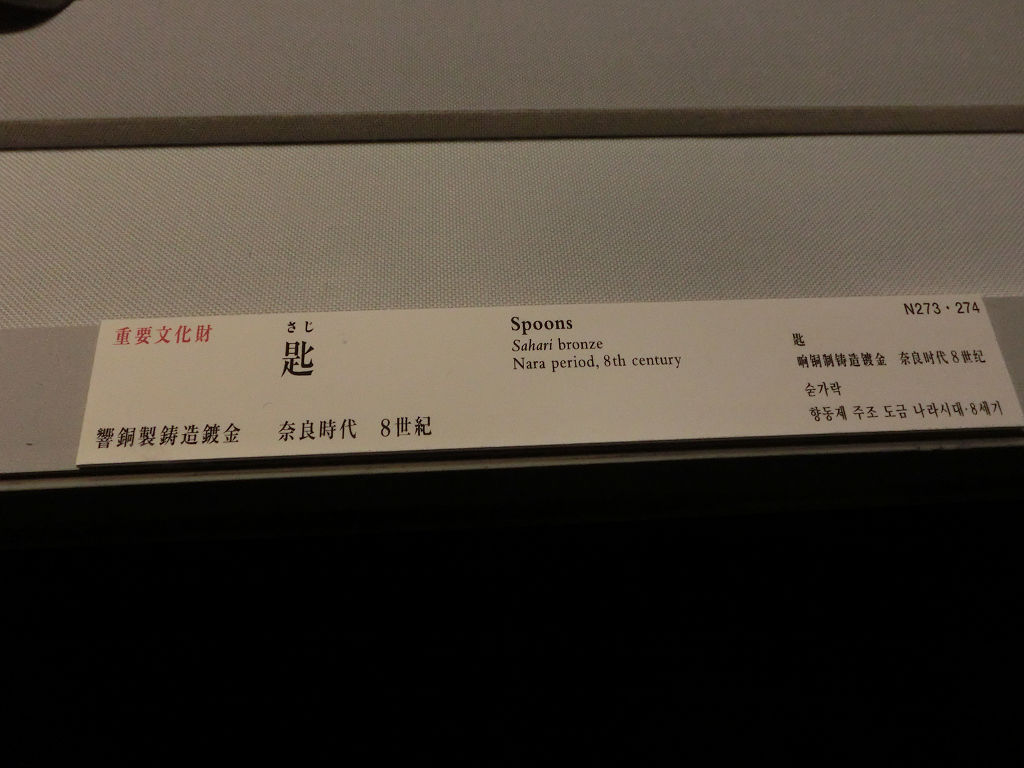 重要文化財
さじ
匙
響銅製鋳造鍍金 奈良時代 8世紀
Spoons
Sahari bronze
Nara period, 8th century
N273・274
匙
响铜制铸造镀金 奈良时代 8世纪
숟가락
향동제 주조 도금 나라시대·8세기